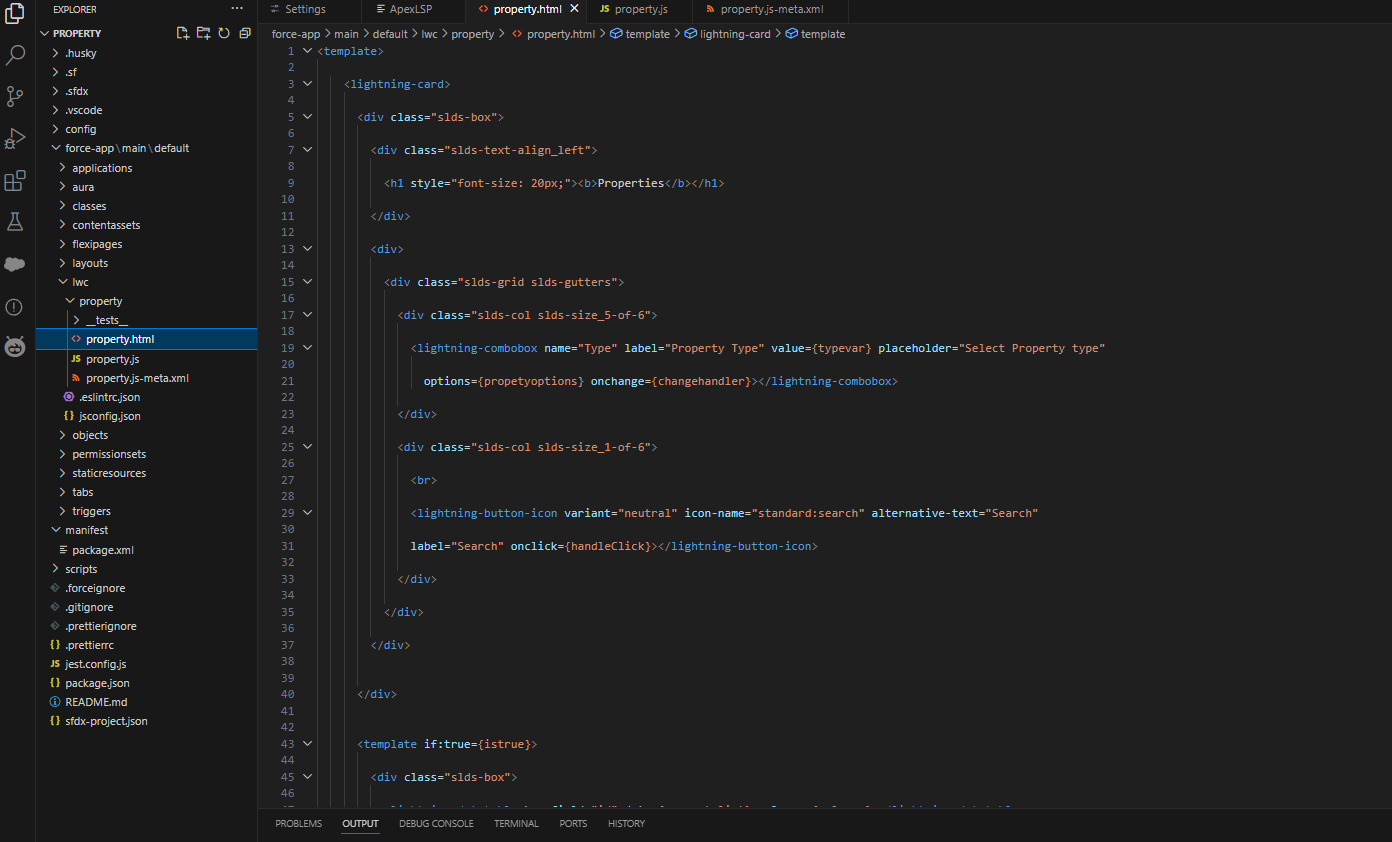 EXPLORER
···
PROPERTY
.husky
.sf
.sfdx
.vscode
config
force-app\main\default
applications
aura
classes
contentassets
flexipages
layouts
lwc
property
__tests__
property.html
property.js
property.js-meta.xml
.eslintrc.json
jsconfig.json
objects
permissionsets
staticresources
tabs
triggers
manifest
package.xml
scripts
.forceignore
.gitignore
.prettierignore
.prettierrc
jest.config.js
package.json
README.md
sfdx-project.json
Settings ApexLSP property.html property.js property.js-meta.xml
force-app > main > default > lwc > property > property.html > template > lightning-card > template
1 <template>
2
3 <lightning-card>
4
5 <div class="slds-box">
6
7 <div class="slds-text-align_left">
8
9 <h1 style="font-size: 20px;"><b>Properties</b></h1>
10
11 </div>
12
13 <div>
14
15 <div class="slds-grid slds-gutters">
16
17 <div class="slds-col slds-size_5-of-6">
18
19 <lightning-combobox name="Type" label="Property Type" value={typevar} placeholder="Select Property type"
20
21 options={propetyoptions} onchange={changehandler}></lightning-combobox>
22
23 </div>
24
25 <div class="slds-col slds-size_1-of-6">
26
27 <br>
28
29 <lightning-button-icon variant="neutral" icon-name="standard:search" alternative-text="Search"
30
31 label="Search" onclick={handleClick}></lightning-button-icon>
32
33 </div>
34
35 </div>
36
37 </div>
38
39
40 </div>
41
42
43 <template if:true={istrue}>
44
45 <div class="slds-box">
46
PROBLEMS OUTPUT DEBUG CONSOLE TERMINAL PORTS HISTORY